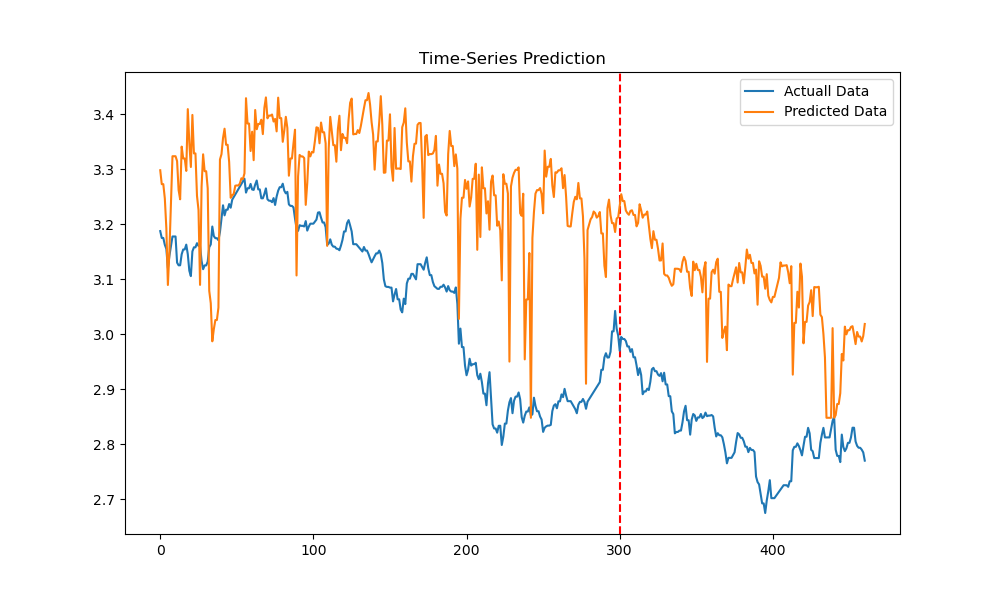 Time-Series Prediction
Actuall Data
Predicted Data
3.4
3.3
3.2
3.1
3.0
2.9
2.8
2.7
0 100 200 300 400